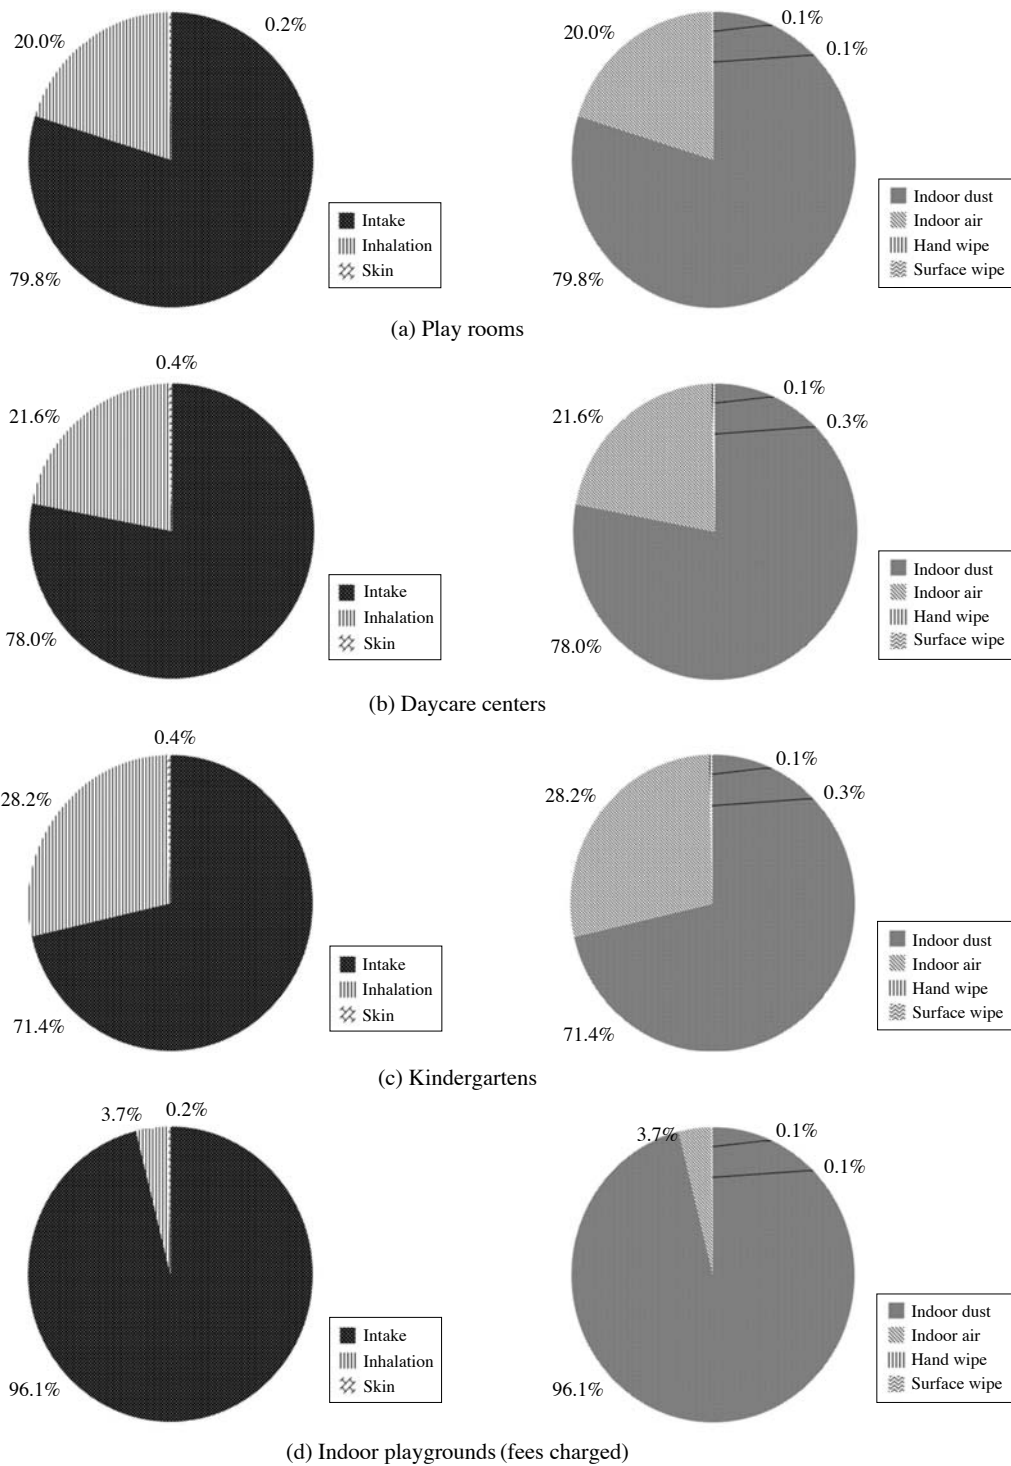 20.0%
0.2%
79.8%
Intake
Inhalation
Skin
20.0%
0.1%
0.1%
79.8%
Indoor dust
Indoor air
Hand wipe
Surface wipe
(a) Play rooms
0.4%
21.6%
78.0%
Intake
Inhalation
Skin
21.6%
0.1%
0.3%
78.0%
Indoor dust
Indoor air
Hand wipe
Surface wipe
(b) Daycare centers
0.4%
28.2%
71.4%
Intake
Inhalation
Skin
28.2%
0.1%
0.3%
71.4%
Indoor dust
Indoor air
Hand wipe
Surface wipe
(c) Kindergartens
3.7%
0.2%
96.1%
Intake
Inhalation
Skin
3.7%
0.1%
0.1%
96.1%
Indoor dust
Indoor air
Hand wipe
Surface wipe
(d) Indoor playgrounds (fees charged)